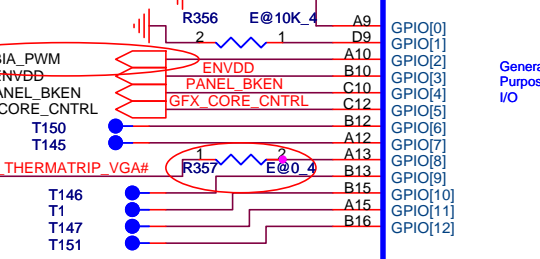 R356 E@10K_4 A9 GPIO[0]
2 1 D9 GPIO[1]
BIA_PWM A10 GPIO[2]
ENVDD ENVDD B10 GPIO[3]
PANEL_BKEN PANEL_BKEN C10 GPIO[4]
CORE_CNTRL GFX_CORE_CNTRL C12 GPIO[5]
T150 B12 GPIO[6]
T145 A12 GPIO[7]
_THERMATRIP_VGA# 1 2 A13 GPIO[8]
R357 E@0_4 B13 GPIO[9]
T146 B15 GPIO[10]
T1 A15 GPIO[11]
T147 B16 GPIO[12]
T151
General
Purpos
I/O